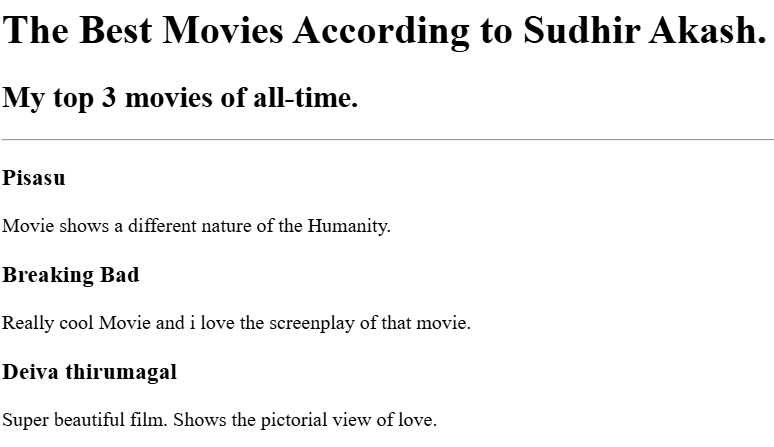 The Best Movies According to Sudhir Akash.
My top 3 movies of all-time.
Pisasu
Movie shows a different nature of the Humanity.
Breaking Bad
Really cool Movie and i love the screenplay of that movie.
Deiva thirumagal
Super beautiful film. Shows the pictorial view of love.